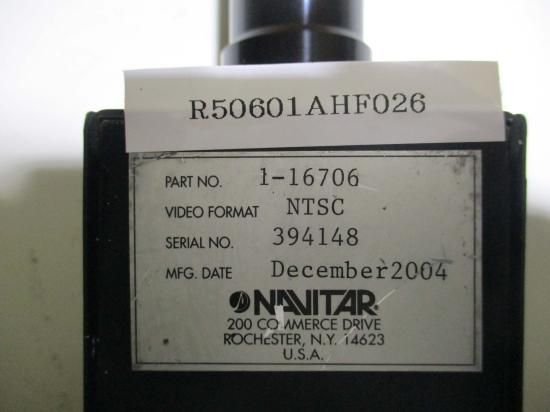 R50601AHF026
PART NO. 1-16706
VIDEO FORMAT NTSC
SERIAL NO. 394148
MFG. DATE December2004
NAVITAR®
200 COMMERCE DRIVE
ROCHESTER, N.Y. 14623
U.S.A.